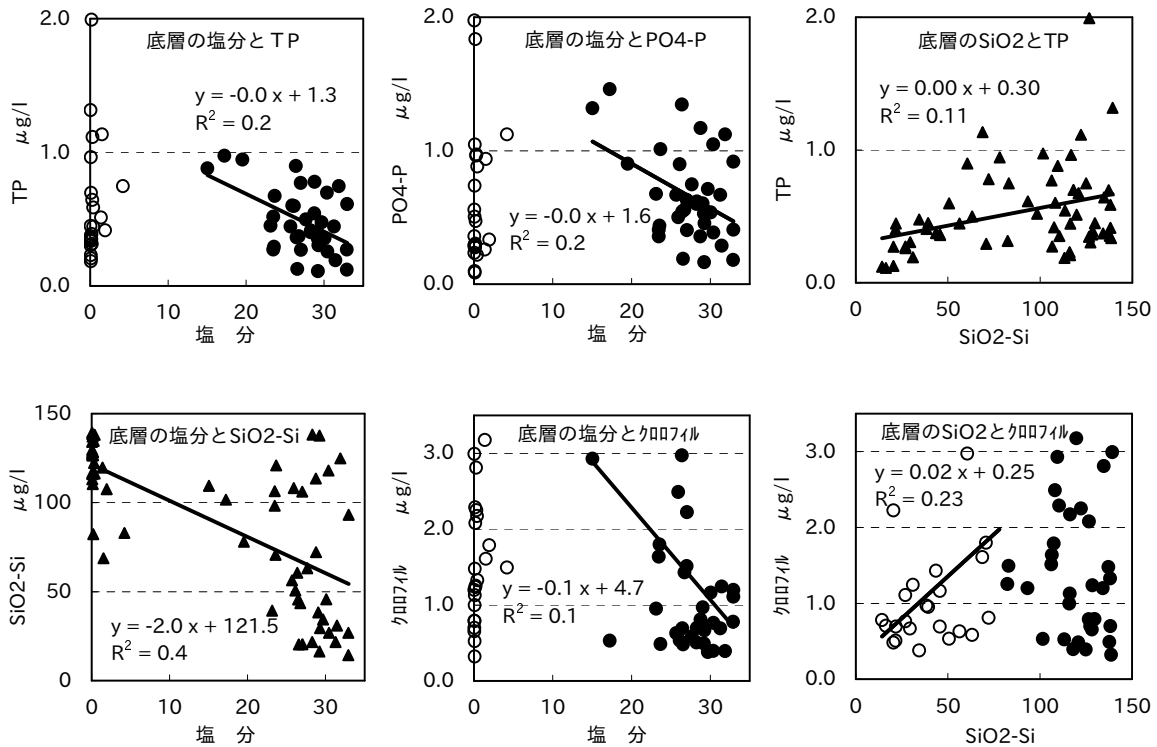 底層の塩分とＴP
y = -0.0 x + 1.3
R² = 0.2
TP μg/l
2.0
1.0
0.0
0 10 20 30
塩　分
底層の塩分とPO4-P
y = -0.0 x + 1.6
R² = 0.2
PO4-P μg/l
2.0
1.0
0.0
0 10 20 30
塩　分
底層のSiO2とTP
y = 0.00 x + 0.30
R² = 0.11
TP μg/l
2.0
1.0
0.0
0 50 100 150
SiO2-Si
底層の塩分とSiO2-Si
y = -2.0 x + 121.5
R² = 0.4
SiO2-Si μg/l
150
100
50
0
0 10 20 30
塩　分
底層の塩分とｸﾛﾛﾌｨﾙ
y = -0.1 x + 4.7
R² = 0.1
ｸﾛﾛﾌｨﾙ μg/l
3.0
2.0
1.0
0.0
0 10 20 30
塩　分
底層のSiO2とｸﾛﾛﾌｨﾙ
y = 0.02 x + 0.25
R² = 0.23
ｸﾛﾛﾌｨﾙ μg/l
3.0
2.0
1.0
0.0
0 50 100 150
SiO2-Si